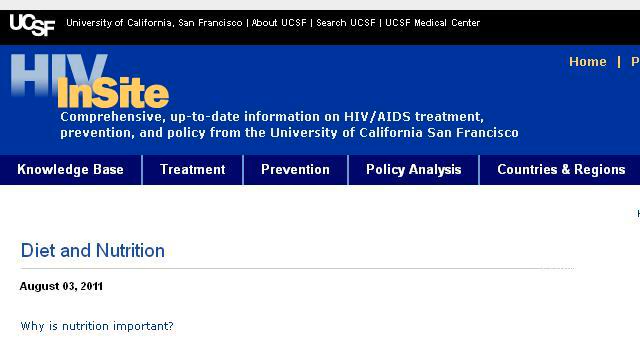 UCSF University of California, San Francisco | About UCSF | Search UCSF | UCSF Medical Center
Home |
HIV
InSite
Comprehensive, up-to-date information on HIV/AIDS treatment,
prevention, and policy from the University of California San Francisco
Knowledge Base Treatment Prevention Policy Analysis Countries & Regions
Diet and Nutrition
August 03, 2011
Why is nutrition important?